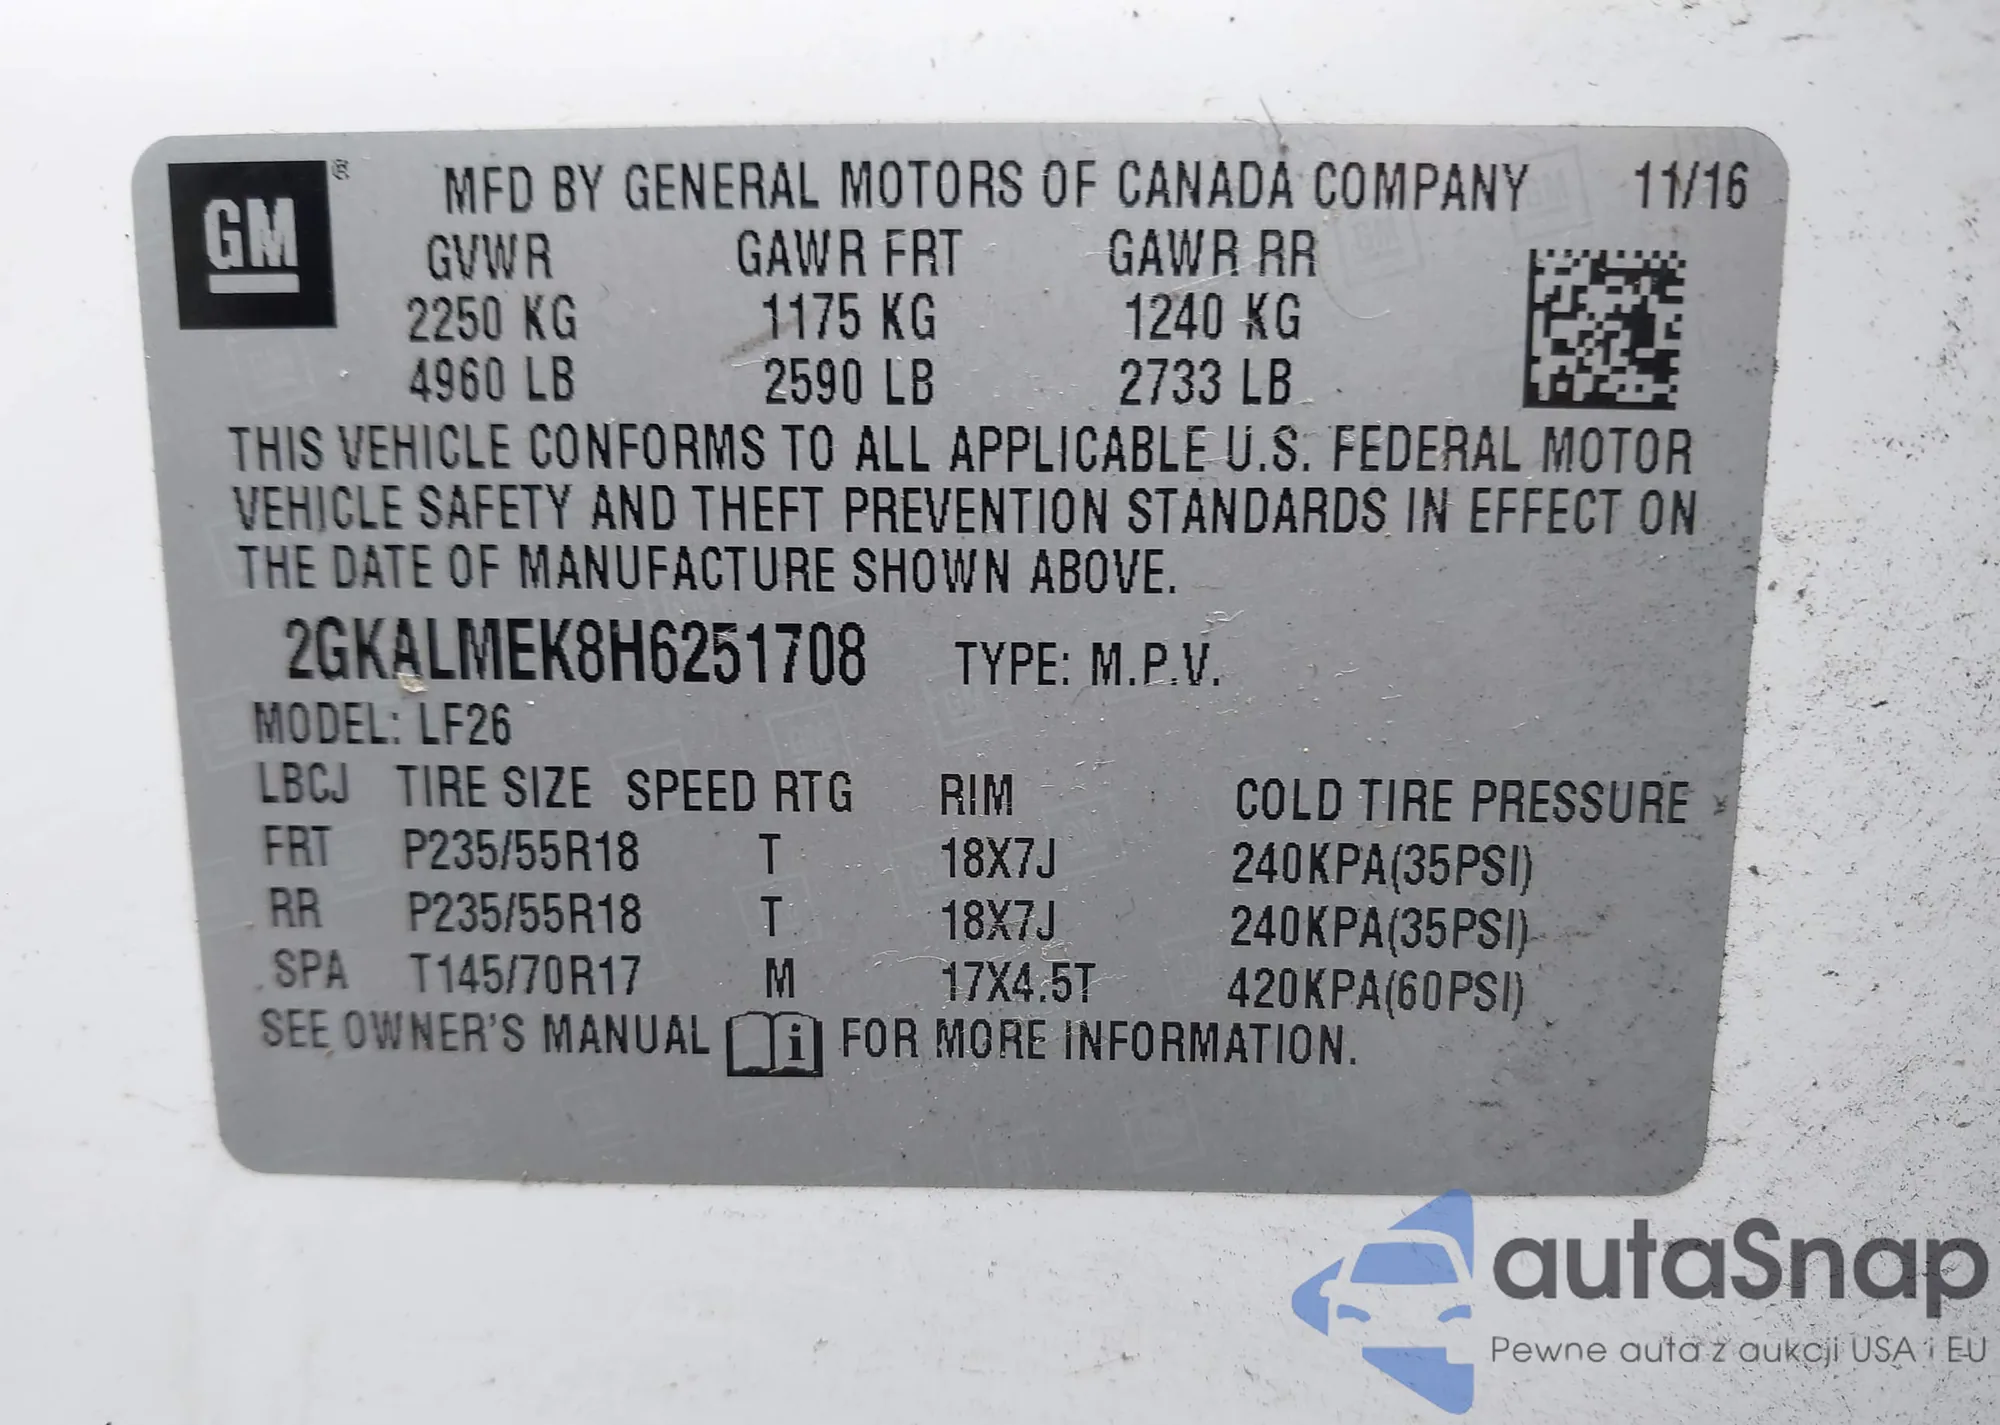 GM ® MFD BY GENERAL MOTORS OF CANADA COMPANY 11/16
GVWR GAWR FRT GAWR RR
2250 KG 1175 KG 1240 KG
4960 LB 2590 LB 2733 LB
THIS VEHICLE CONFORMS TO ALL APPLICABLE U.S. FEDERAL MOTOR
VEHICLE SAFETY AND THEFT PREVENTION STANDARDS IN EFFECT ON
THE DATE OF MANUFACTURE SHOWN ABOVE.
2GKALMEK8H6251708 TYPE: M.P.V.
MODEL: LF26
LBCJ TIRE SIZE SPEED RTG RIM COLD TIRE PRESSURE
FRT P235/55R18 T 18X7J 240KPA(35PSI)
RR P235/55R18 T 18X7J 240KPA(35PSI)
SPA T145/70R17 M 17X4.5T 420KPA(60PSI)
SEE OWNER'S MANUAL i FOR MORE INFORMATION.
autaSnap
Pewne auta z aukcji USA i EU